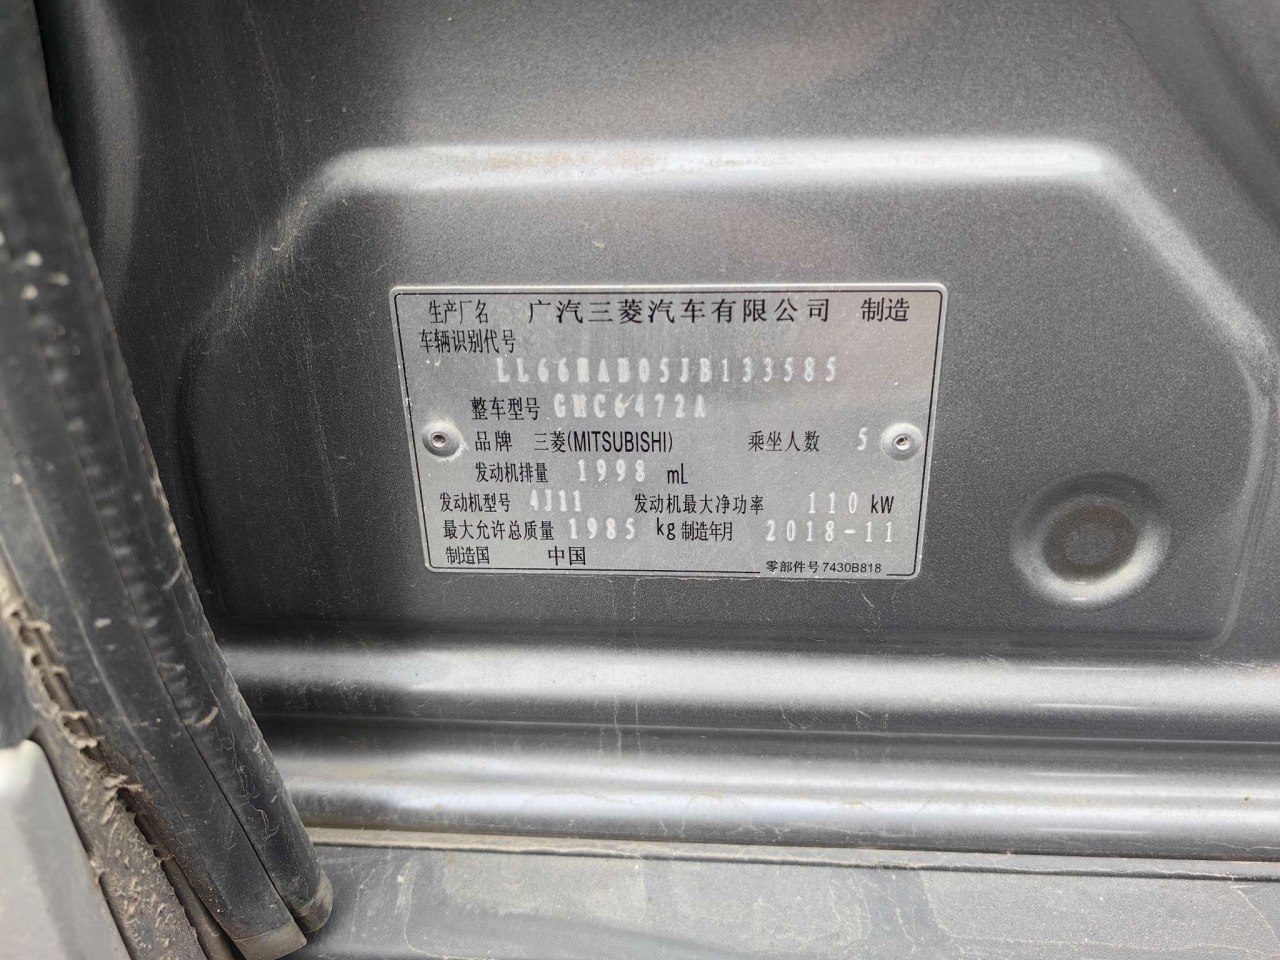 生产厂名 广汽三菱汽车有限公司 制造
车辆识别代号
LL66HAB05JB133585
整车型号 GMC6472A
品牌 三菱(MITSUBISHI) 乘坐人数 5
发动机排量 1998 mL
发动机型号 4J11 发动机最大净功率 110 kW
最大允许总质量 1985 kg 制造年月 2018-11
制造国 中国
零部件号 7430B818